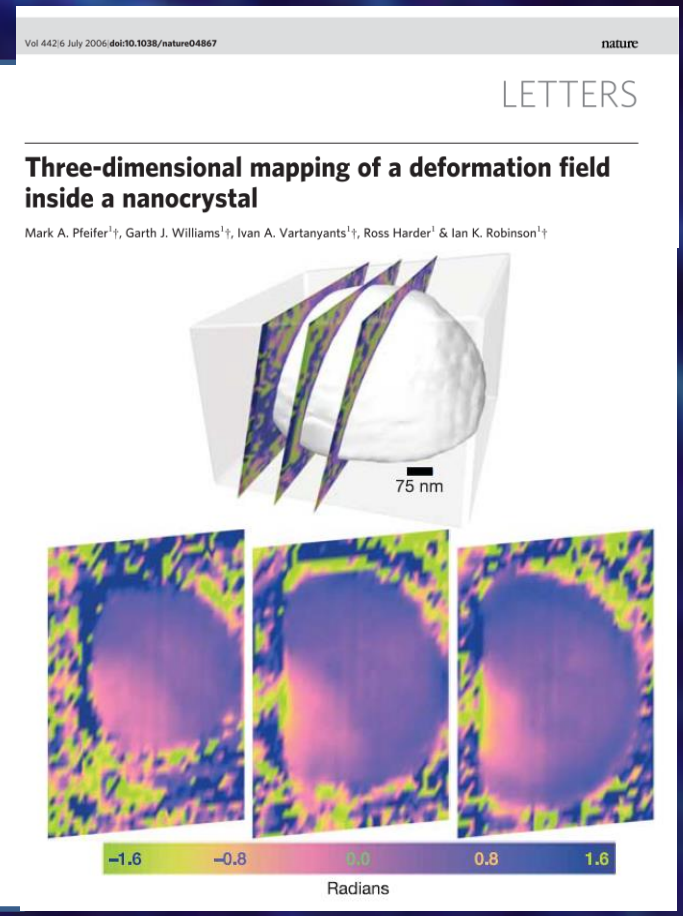 Vol 442|6 July 2006|doi:10.1038/nature04867
nature
LETTERS
Three-dimensional mapping of a deformation field
inside a nanocrystal
Mark A. Pfeifer¹†, Garth J. Williams¹†, Ivan A. Vartanyants¹†, Ross Harder¹ & Ian K. Robinson¹†
75 nm
–1.6 –0.8 0.0 0.8 1.6
Radians